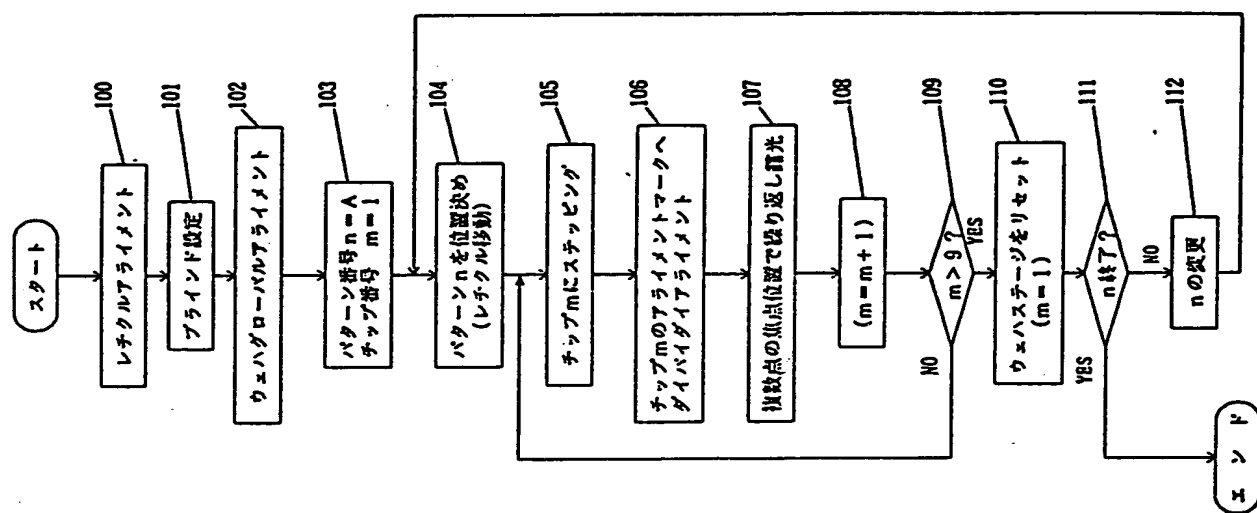 スタート
100
レチクルアライメント
101
ブラインド設定
102
ウェハグローバルアライメント
103
パターン番号 n=A
チップ番号 m=1
104
パターンnを位置決め
(レチクル移動)
105
チップmにステッピング
106
チップmのアライメントマークへ
ダイバイダイアライメント
107
複数点の焦点位置で繰り返し露光
108
(m=m+1)
109
m>9?
YES
NO
110
ウェハステージをリセット
(m=1)
111
n終了?
NO
YES
112
nの変更
エンド